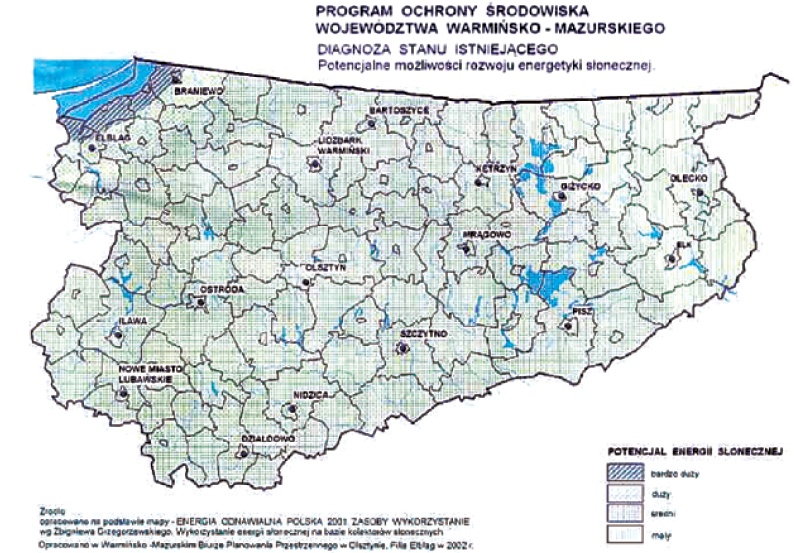 PROGRAM OCHRONY ŚRODOWISKA
WOJEWÓDZTWA WARMIŃSKO - MAZURSKIEGO
DIAGNOZA STANU ISTNIEJĄCEGO
Potencjalne możliwości rozwoju energetyki słonecznej.
BRANIEWO
BARTOSZYCE
ELBLĄG
LIDZBARK
WARMIŃSKI
KĘTRZYN
GIŻYCKO
OLECKO
MRĄGOWO
EŁK
OLSZTYN
OSTRÓDA
PISZ
IŁAWA
SZCZYTNO
NOWE MIASTO
LUBAWSKIE
NIDZICA
DZIAŁDOWO
POTENCJAŁ ENERGII SŁONECZNEJ
bardzo duży
duży
średni
mały
Źródło
opracowano na podstawie mapy - ENERGIA ODNAWIALNA POLSKA 2001 ZASOBY WYKORZYSTANIE
wg Zbigniewa Grzegorzewskiego. Wykorzystanie energii słonecznej na bazie kolektorów słonecznych
Opracowano w Warmińsko -Mazurskim Biurze Planowania Przestrzennego w Olsztynie, Filia Elbląg w 2002 r.